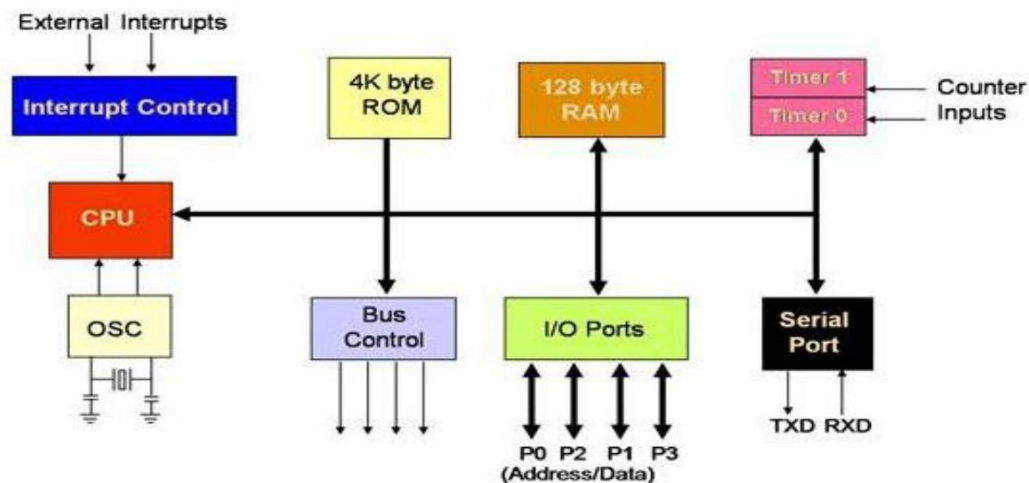 External Interrupts
Interrupt Control
4K byte
ROM
128 byte
RAM
Timer 1
Timer 0
Counter
Inputs
CPU
OSC
Bus
Control
I/O Ports
Serial
Port
TXD RXD
P0 P2 P1 P3
(Address/Data)